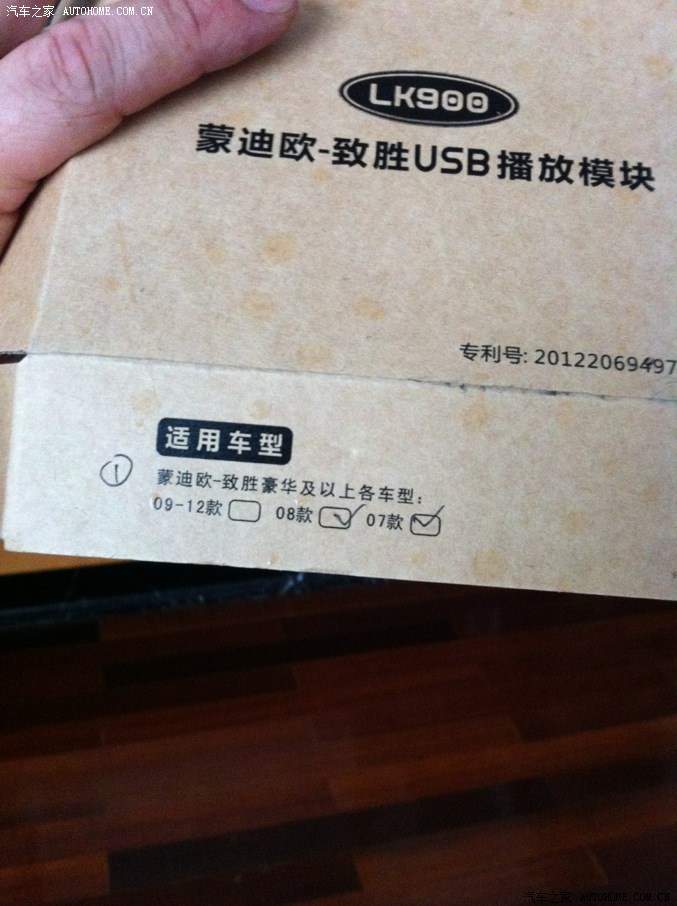 汽车之家 AUTOHOME.COM.CN
LK900
蒙迪欧-致胜USB播放模块
专利号: 20122069497
适用车型
①
蒙迪欧-致胜豪华及以上各车型:
09-12款 08款 07款
汽车之家 AUTOHOME.COM.CN